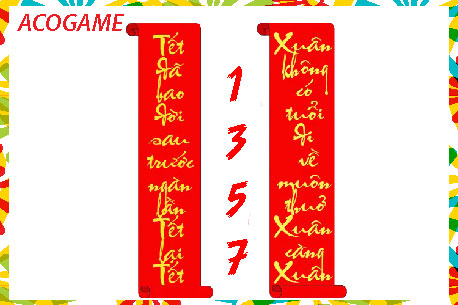 ACOGAME
Tết
đã
bao
đời
sau
trước
ngàn
lần
Tết
lại
Tết
1
3
5
7
Xuân
không
có
tuổi
đi
về
muôn
thuở
Xuân
càng
Xuân